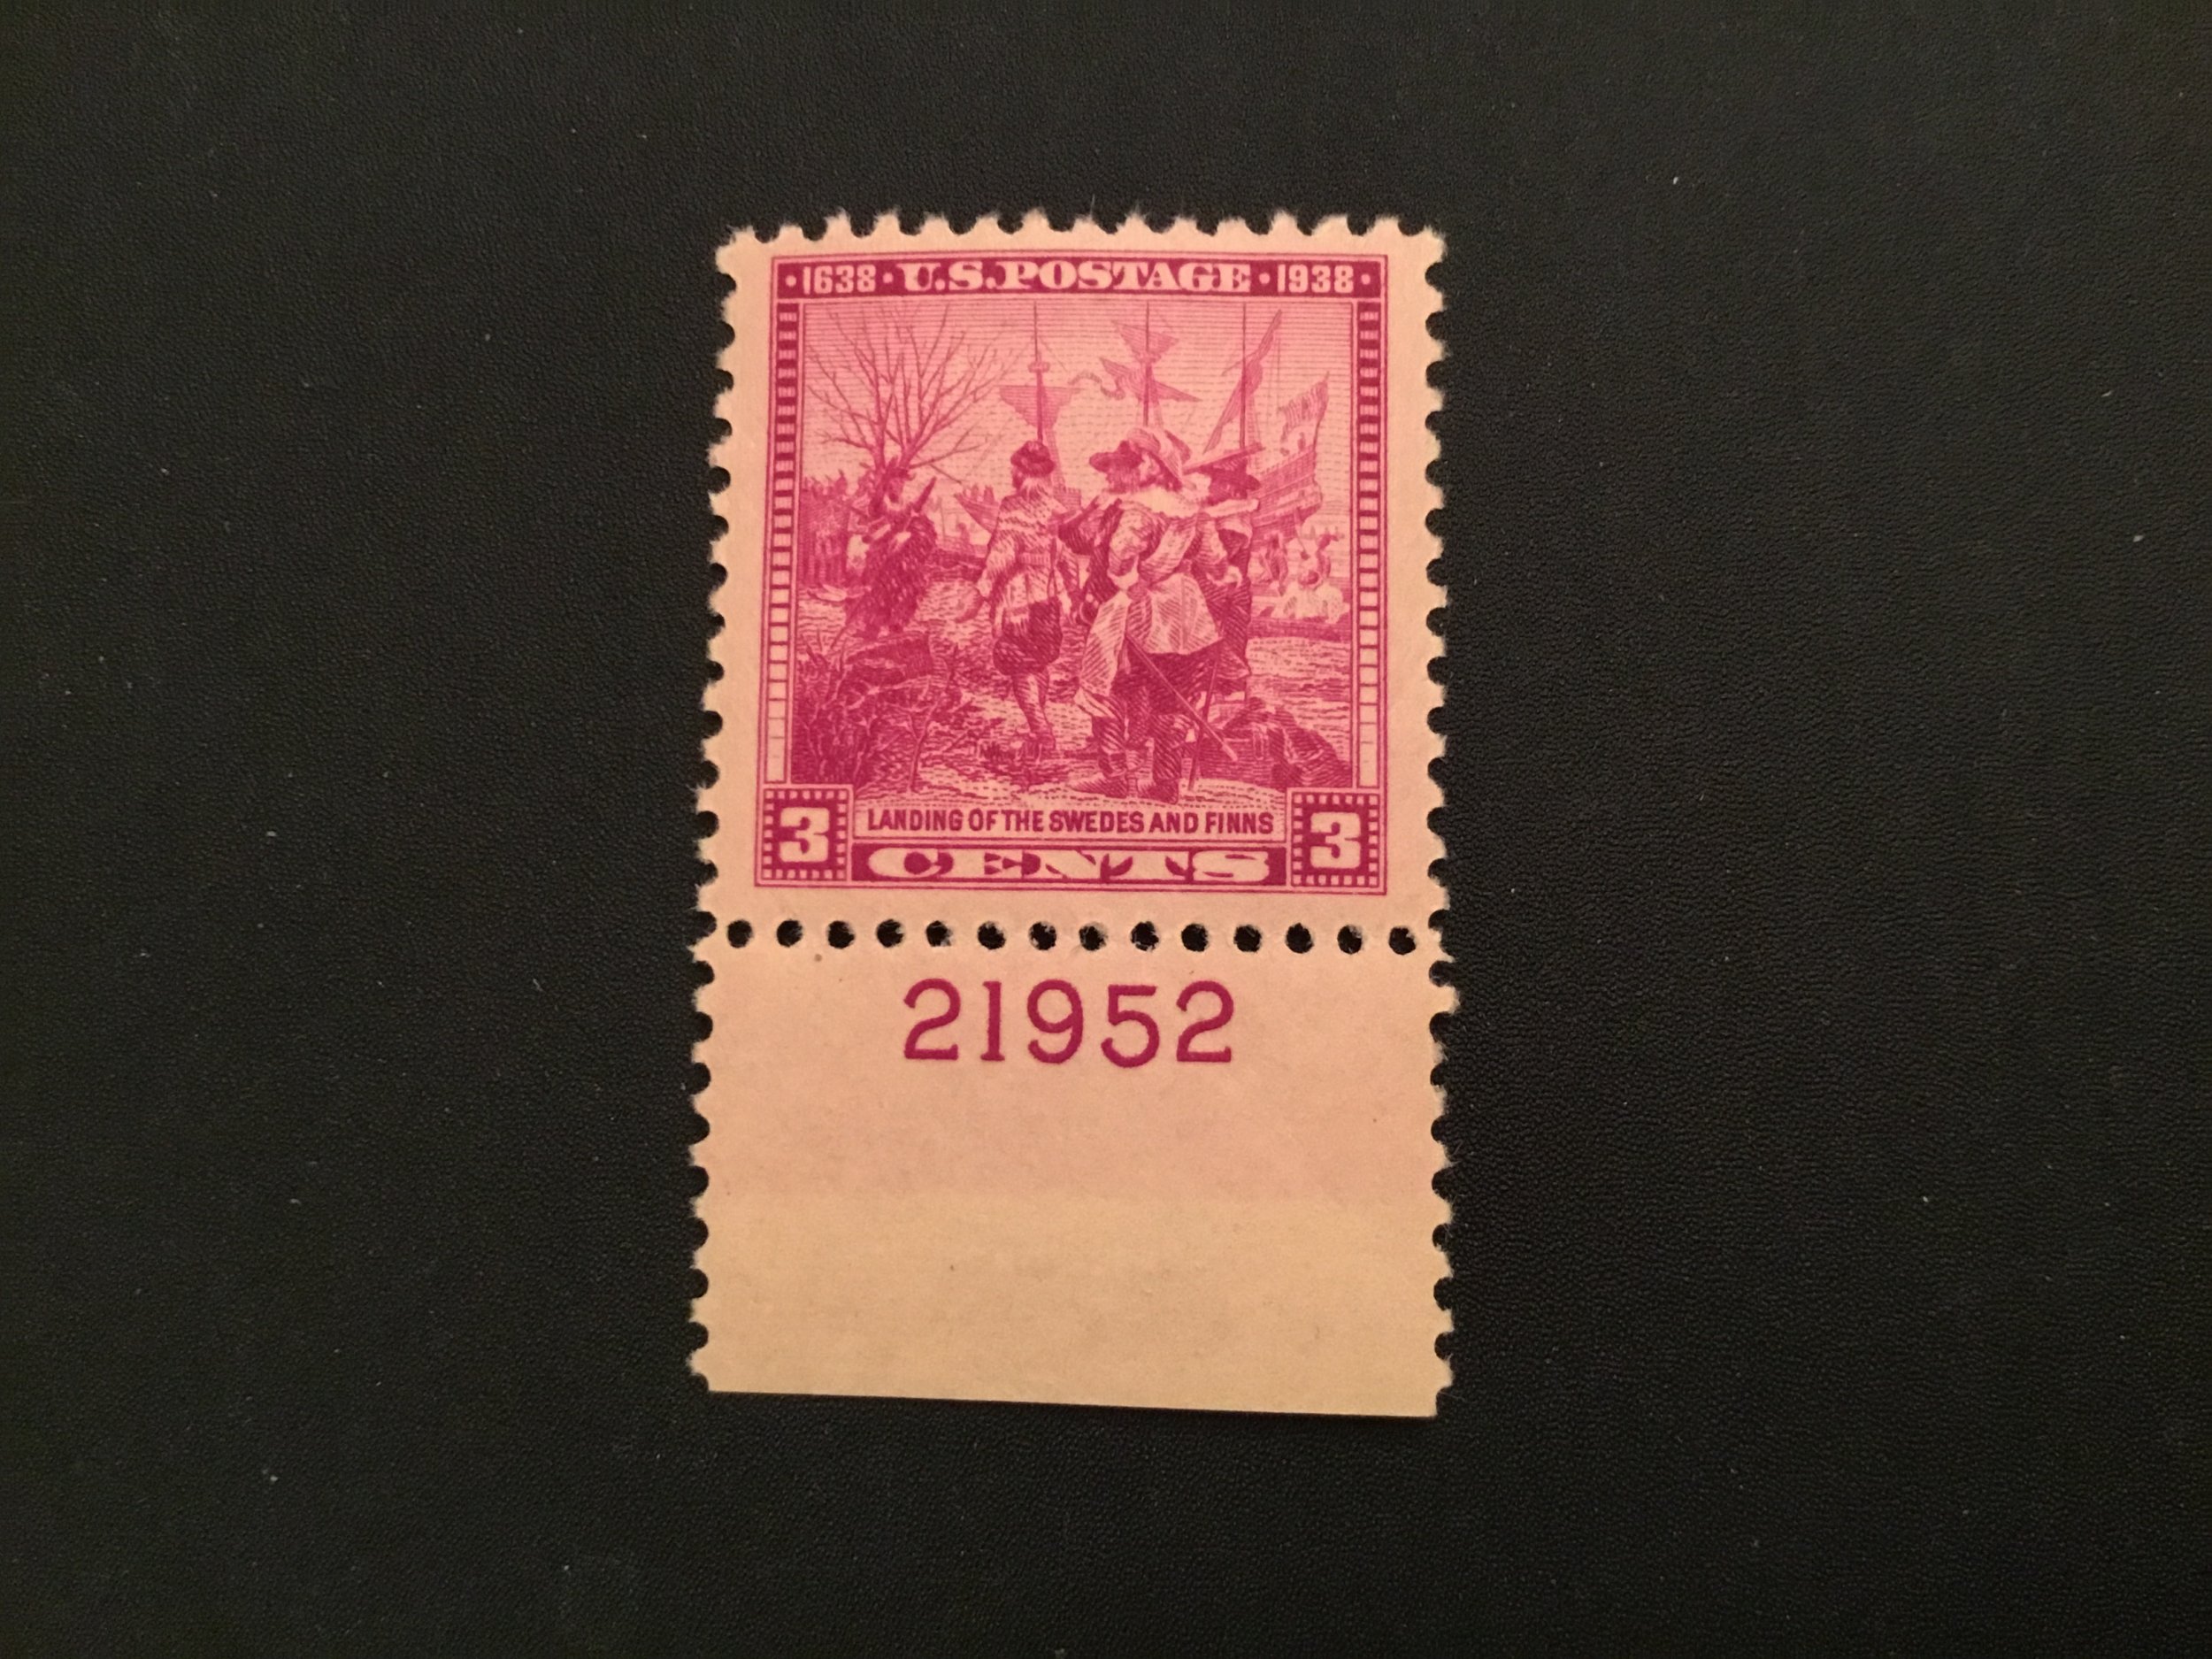 ·1638·U.S.POSTAGE·1938·
3 LANDING OF THE SWEDES AND FINNS 3
CENTS
21952